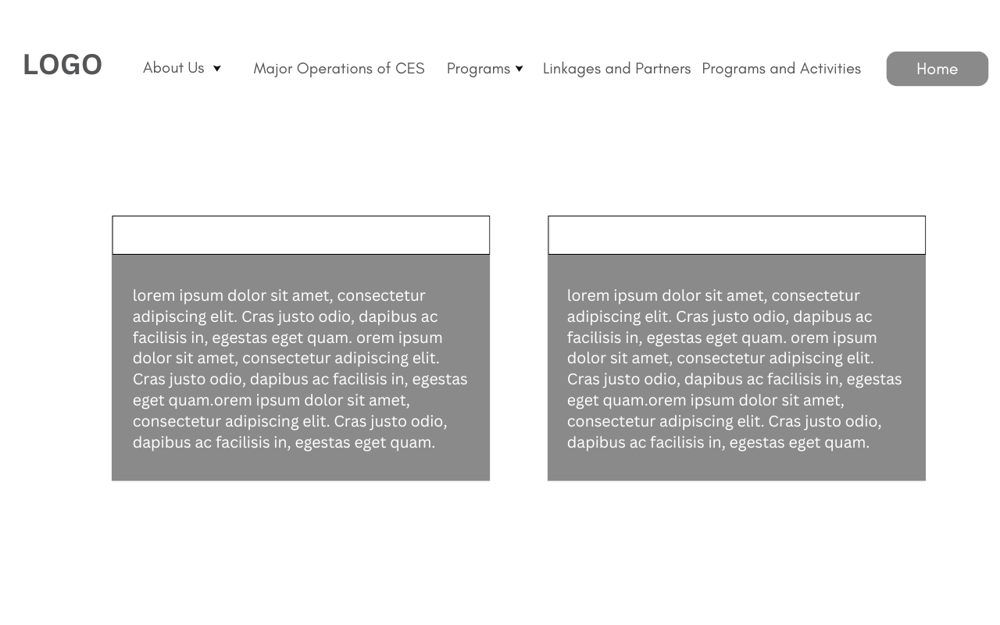 LOGO
About Us
Major Operations of CES
Programs
Linkages and Partners
Programs and Activities
Home
lorem ipsum dolor sit amet, consectetur
adipiscing elit. Cras justo odio, dapibus ac
facilisis in, egestas eget quam. orem ipsum
dolor sit amet, consectetur adipiscing elit.
Cras justo odio, dapibus ac facilisis in, egestas
eget quam.orem ipsum dolor sit amet,
consectetur adipiscing elit. Cras justo odio,
dapibus ac facilisis in, egestas eget quam.
lorem ipsum dolor sit amet, consectetur
adipiscing elit. Cras justo odio, dapibus ac
facilisis in, egestas eget quam. orem ipsum
dolor sit amet, consectetur adipiscing elit.
Cras justo odio, dapibus ac facilisis in, egestas
eget quam.orem ipsum dolor sit amet,
consectetur adipiscing elit. Cras justo odio,
dapibus ac facilisis in, egestas eget quam.